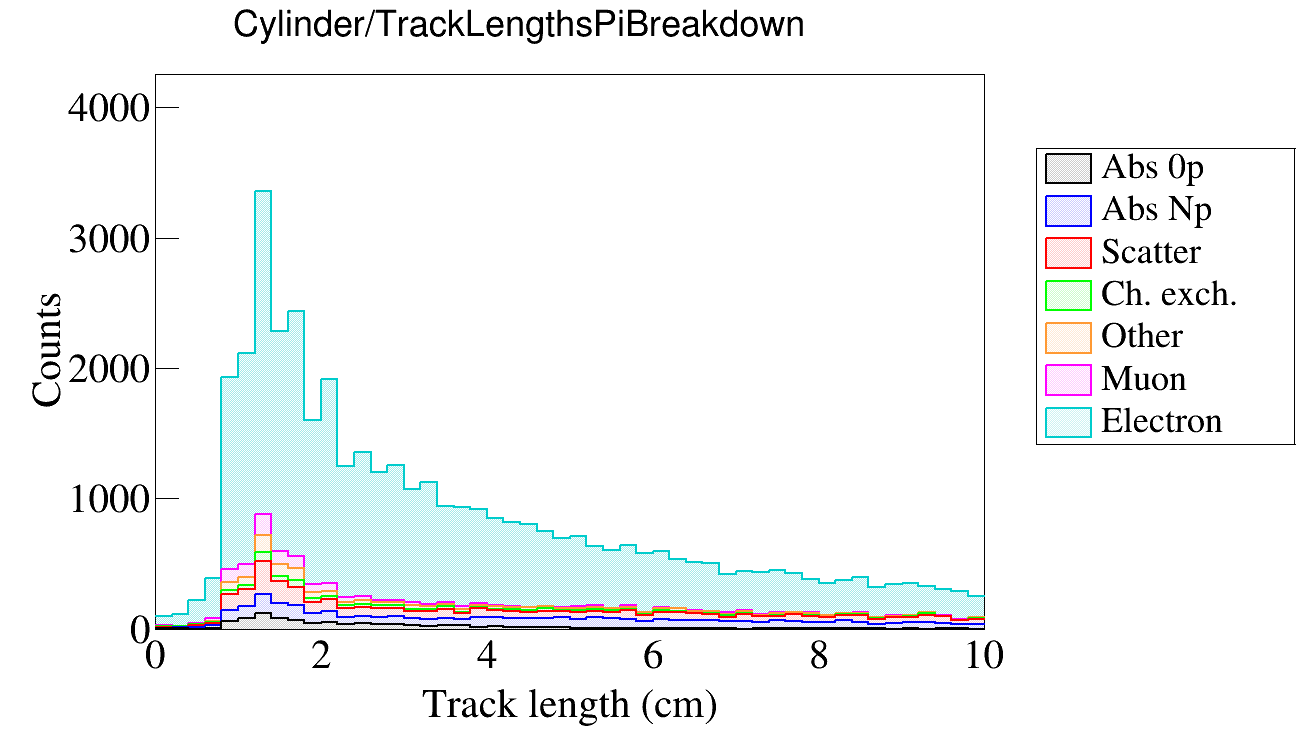 Cylinder/TrackLengthsPiBreakdown
4000
3000
2000
1000
0
Counts
0 2 4 6 8 10
Track length (cm)
Abs 0p
Abs Np
Scatter
Ch. exch.
Other
Muon
Electron